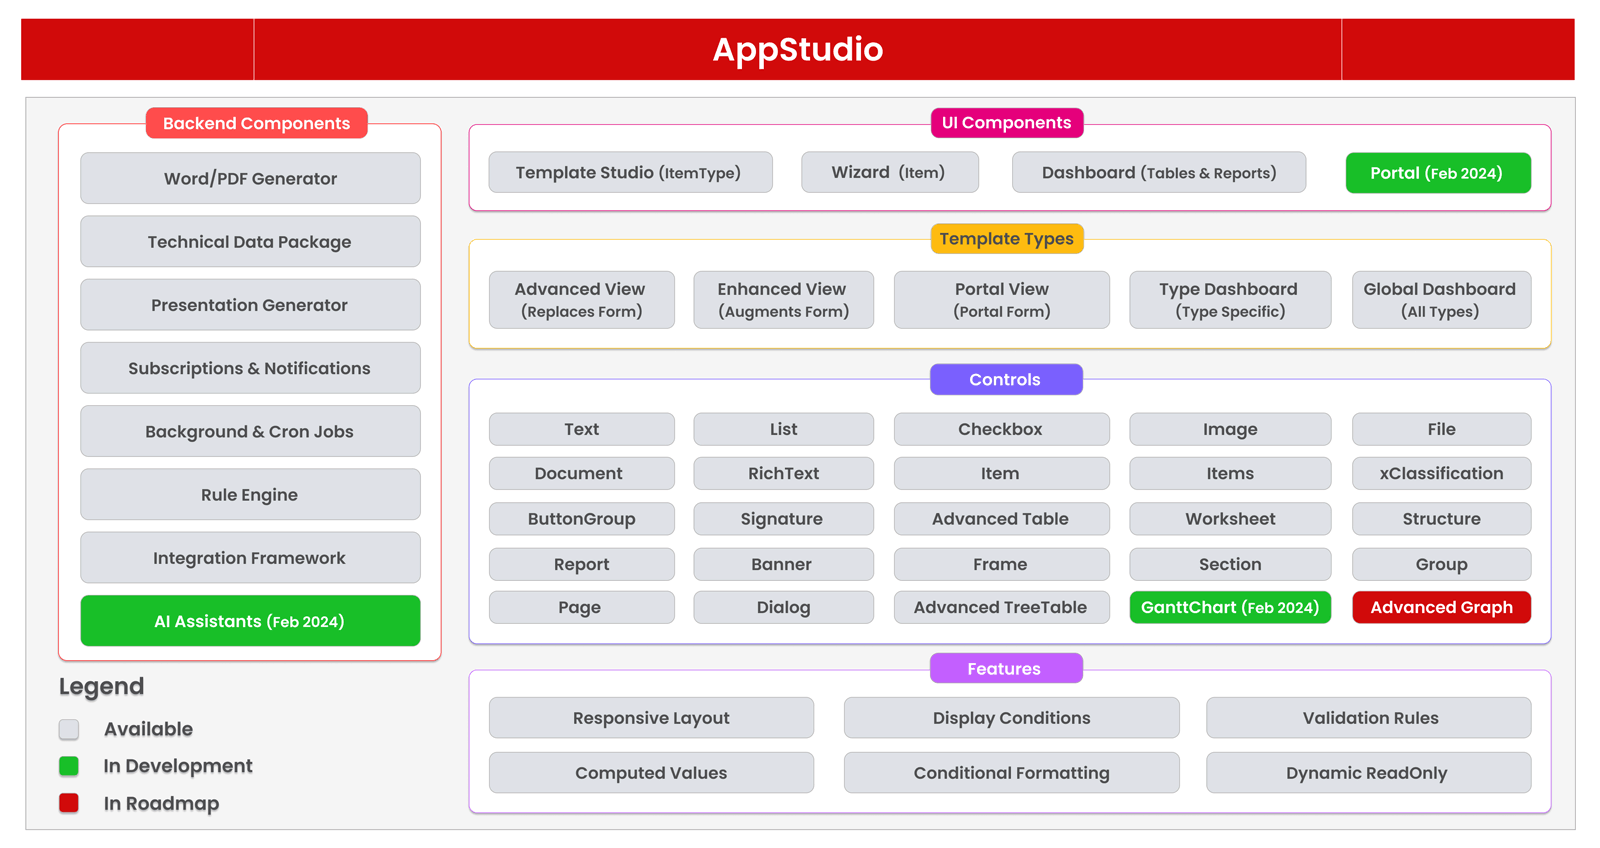 AppStudio
Backend Components
Word/PDF Generator
Technical Data Package
Presentation Generator
Subscriptions & Notifications
Background & Cron Jobs
Rule Engine
Integration Framework
AI Assistants (Feb 2024)
Legend
Available
In Development
In Roadmap
UI Components
Template Studio (ItemType)
Wizard (Item)
Dashboard (Tables & Reports)
Portal (Feb 2024)
Template Types
Advanced View
(Replaces Form)
Enhanced View
(Augments Form)
Portal View
(Portal Form)
Type Dashboard
(Type Specific)
Global Dashboard
(All Types)
Controls
Text
List
Checkbox
Image
File
Document
RichText
Item
Items
xClassification
ButtonGroup
Signature
Advanced Table
Worksheet
Structure
Report
Banner
Frame
Section
Group
Page
Dialog
Advanced TreeTable
GanttChart (Feb 2024)
Advanced Graph
Features
Responsive Layout
Display Conditions
Validation Rules
Computed Values
Conditional Formatting
Dynamic ReadOnly